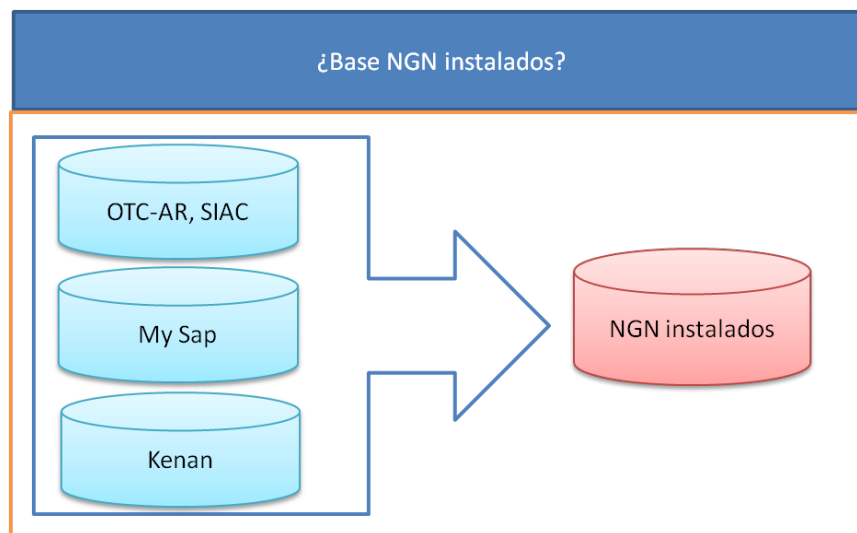 ¿Base NGN instalados?
OTC-AR, SIAC
My Sap
Kenan
NGN instalados